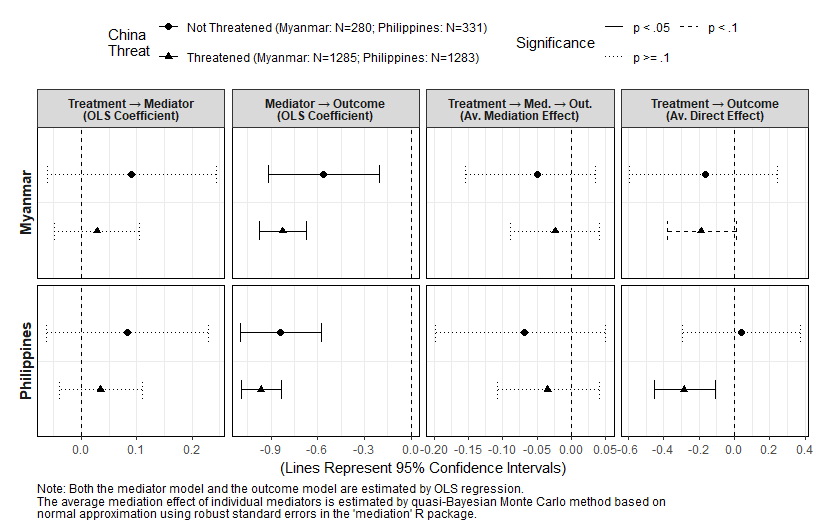 China
Threat
Not Threatened (Myanmar: N=280; Philippines: N=331)
Threatened (Myanmar: N=1285; Philippines: N=1283)
Significance
p < .05
p < .1
p >= .1
Treatment → Mediator
(OLS Coefficient)
Mediator → Outcome
(OLS Coefficient)
Treatment → Med. → Out.
(Av. Mediation Effect)
Treatment → Outcome
(Av. Direct Effect)
Myanmar
Philippines
0.0 0.1 0.2
-0.9 -0.6 -0.3 0.0
-0.20 -0.15 -0.10 -0.05 0.00 0.05
-0.6 -0.4 -0.2 0.0 0.2 0.4
(Lines Represent 95% Confidence Intervals)
Note: Both the mediator model and the outcome model are estimated by OLS regression.
The average mediation effect of individual mediators is estimated by quasi-Bayesian Monte Carlo method based on
normal approximation using robust standard errors in the 'mediation' R package.